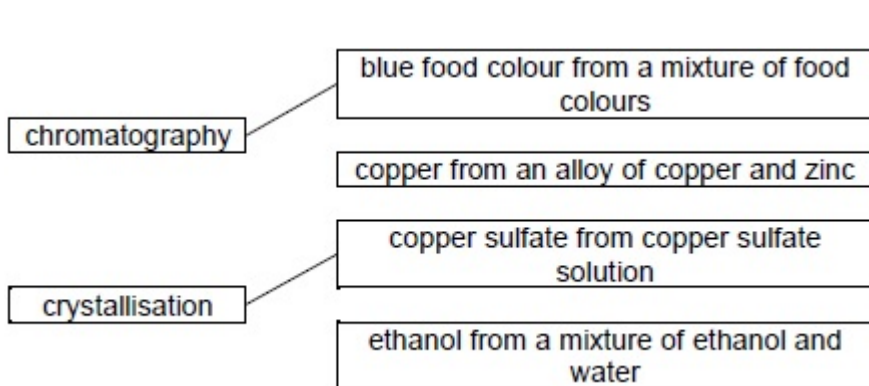 blue food colour from a mixture of food
colours
chromatography
copper from an alloy of copper and zinc
copper sulfate from copper sulfate
solution
crystallisation
ethanol from a mixture of ethanol and
water